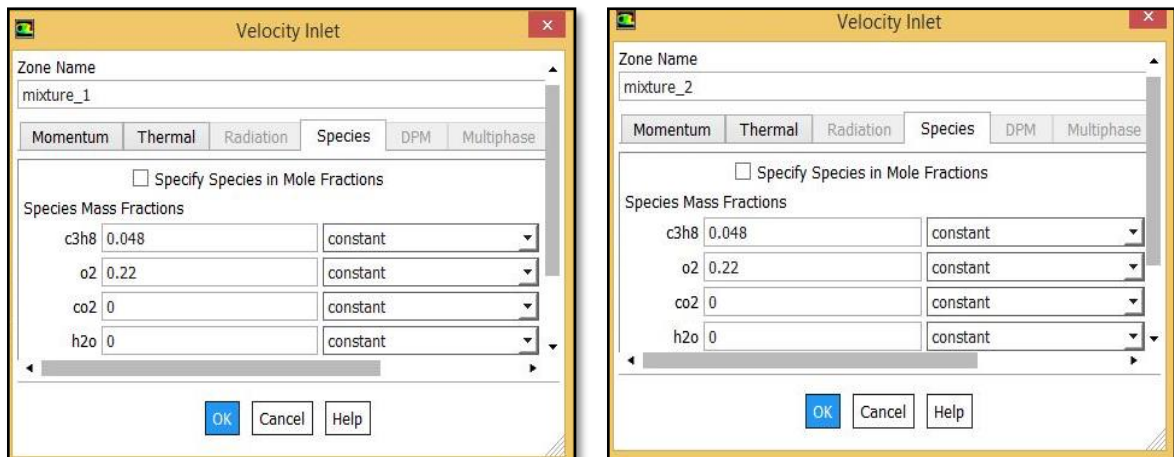 Velocity Inlet
Zone Name
mixture_1
Momentum Thermal Radiation Species DPM Multiphase
Specify Species in Mole Fractions
Species Mass Fractions
c3h8 0.048 constant
o2 0.22 constant
co2 0 constant
h2o 0 constant
OK Cancel Help
Velocity Inlet
Zone Name
mixture_2
Momentum Thermal Radiation Species DPM Multiphase
Specify Species in Mole Fractions
Species Mass Fractions
c3h8 0.048 constant
o2 0.22 constant
co2 0 constant
h2o 0 constant
OK Cancel Help